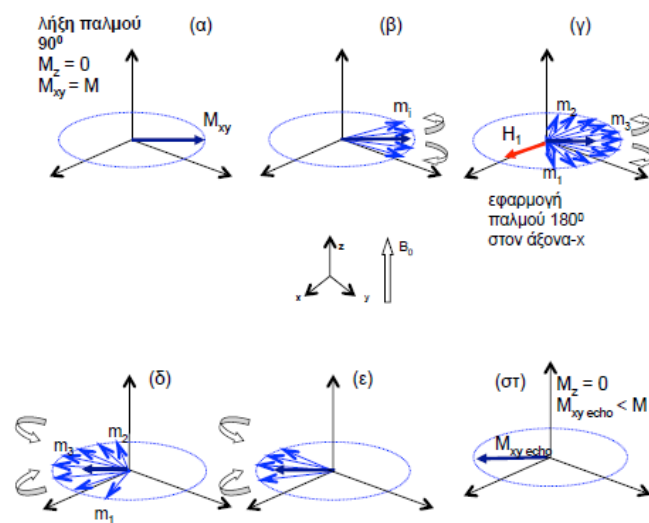 λήξη παλμού
90⁰
M_z = 0
M_xy = M
(α)
M_xy
(β)
m_i
(γ)
m_2
H_1
m_3
m_1
εφαρμογή
παλμού 180⁰
στον άξονα-x
z
B_0
x
y
(δ)
m_3
m_2
m_1
(ε)
(στ)
M_z = 0
M_xy echo < M
M_xy echo